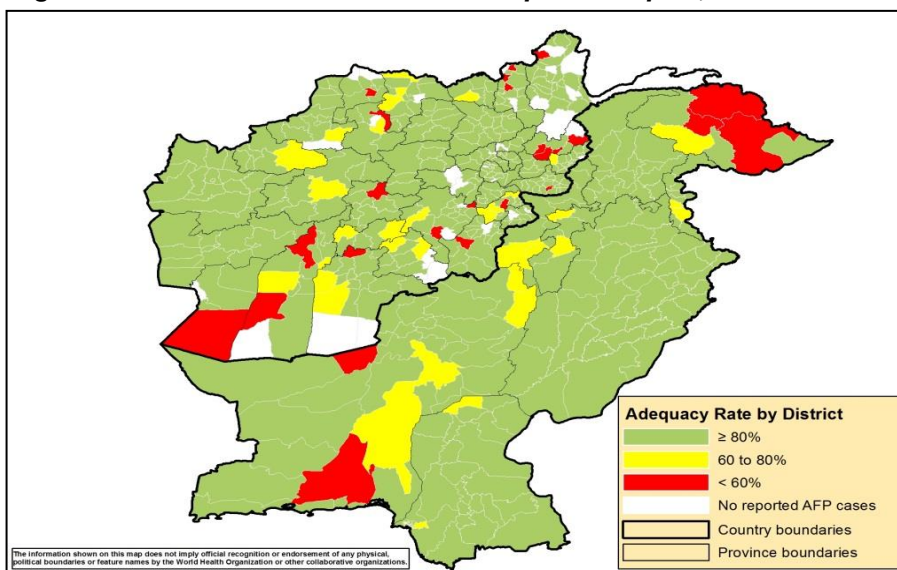 Adequacy Rate by District
≥ 80%
60 to 80%
< 60%
No reported AFP cases
Country boundaries
Province boundaries
The information shown on this map does not imply official recognition or endorsement of any physical,
political boundaries or feature names by the World Health Organization or other collaborative organizations.